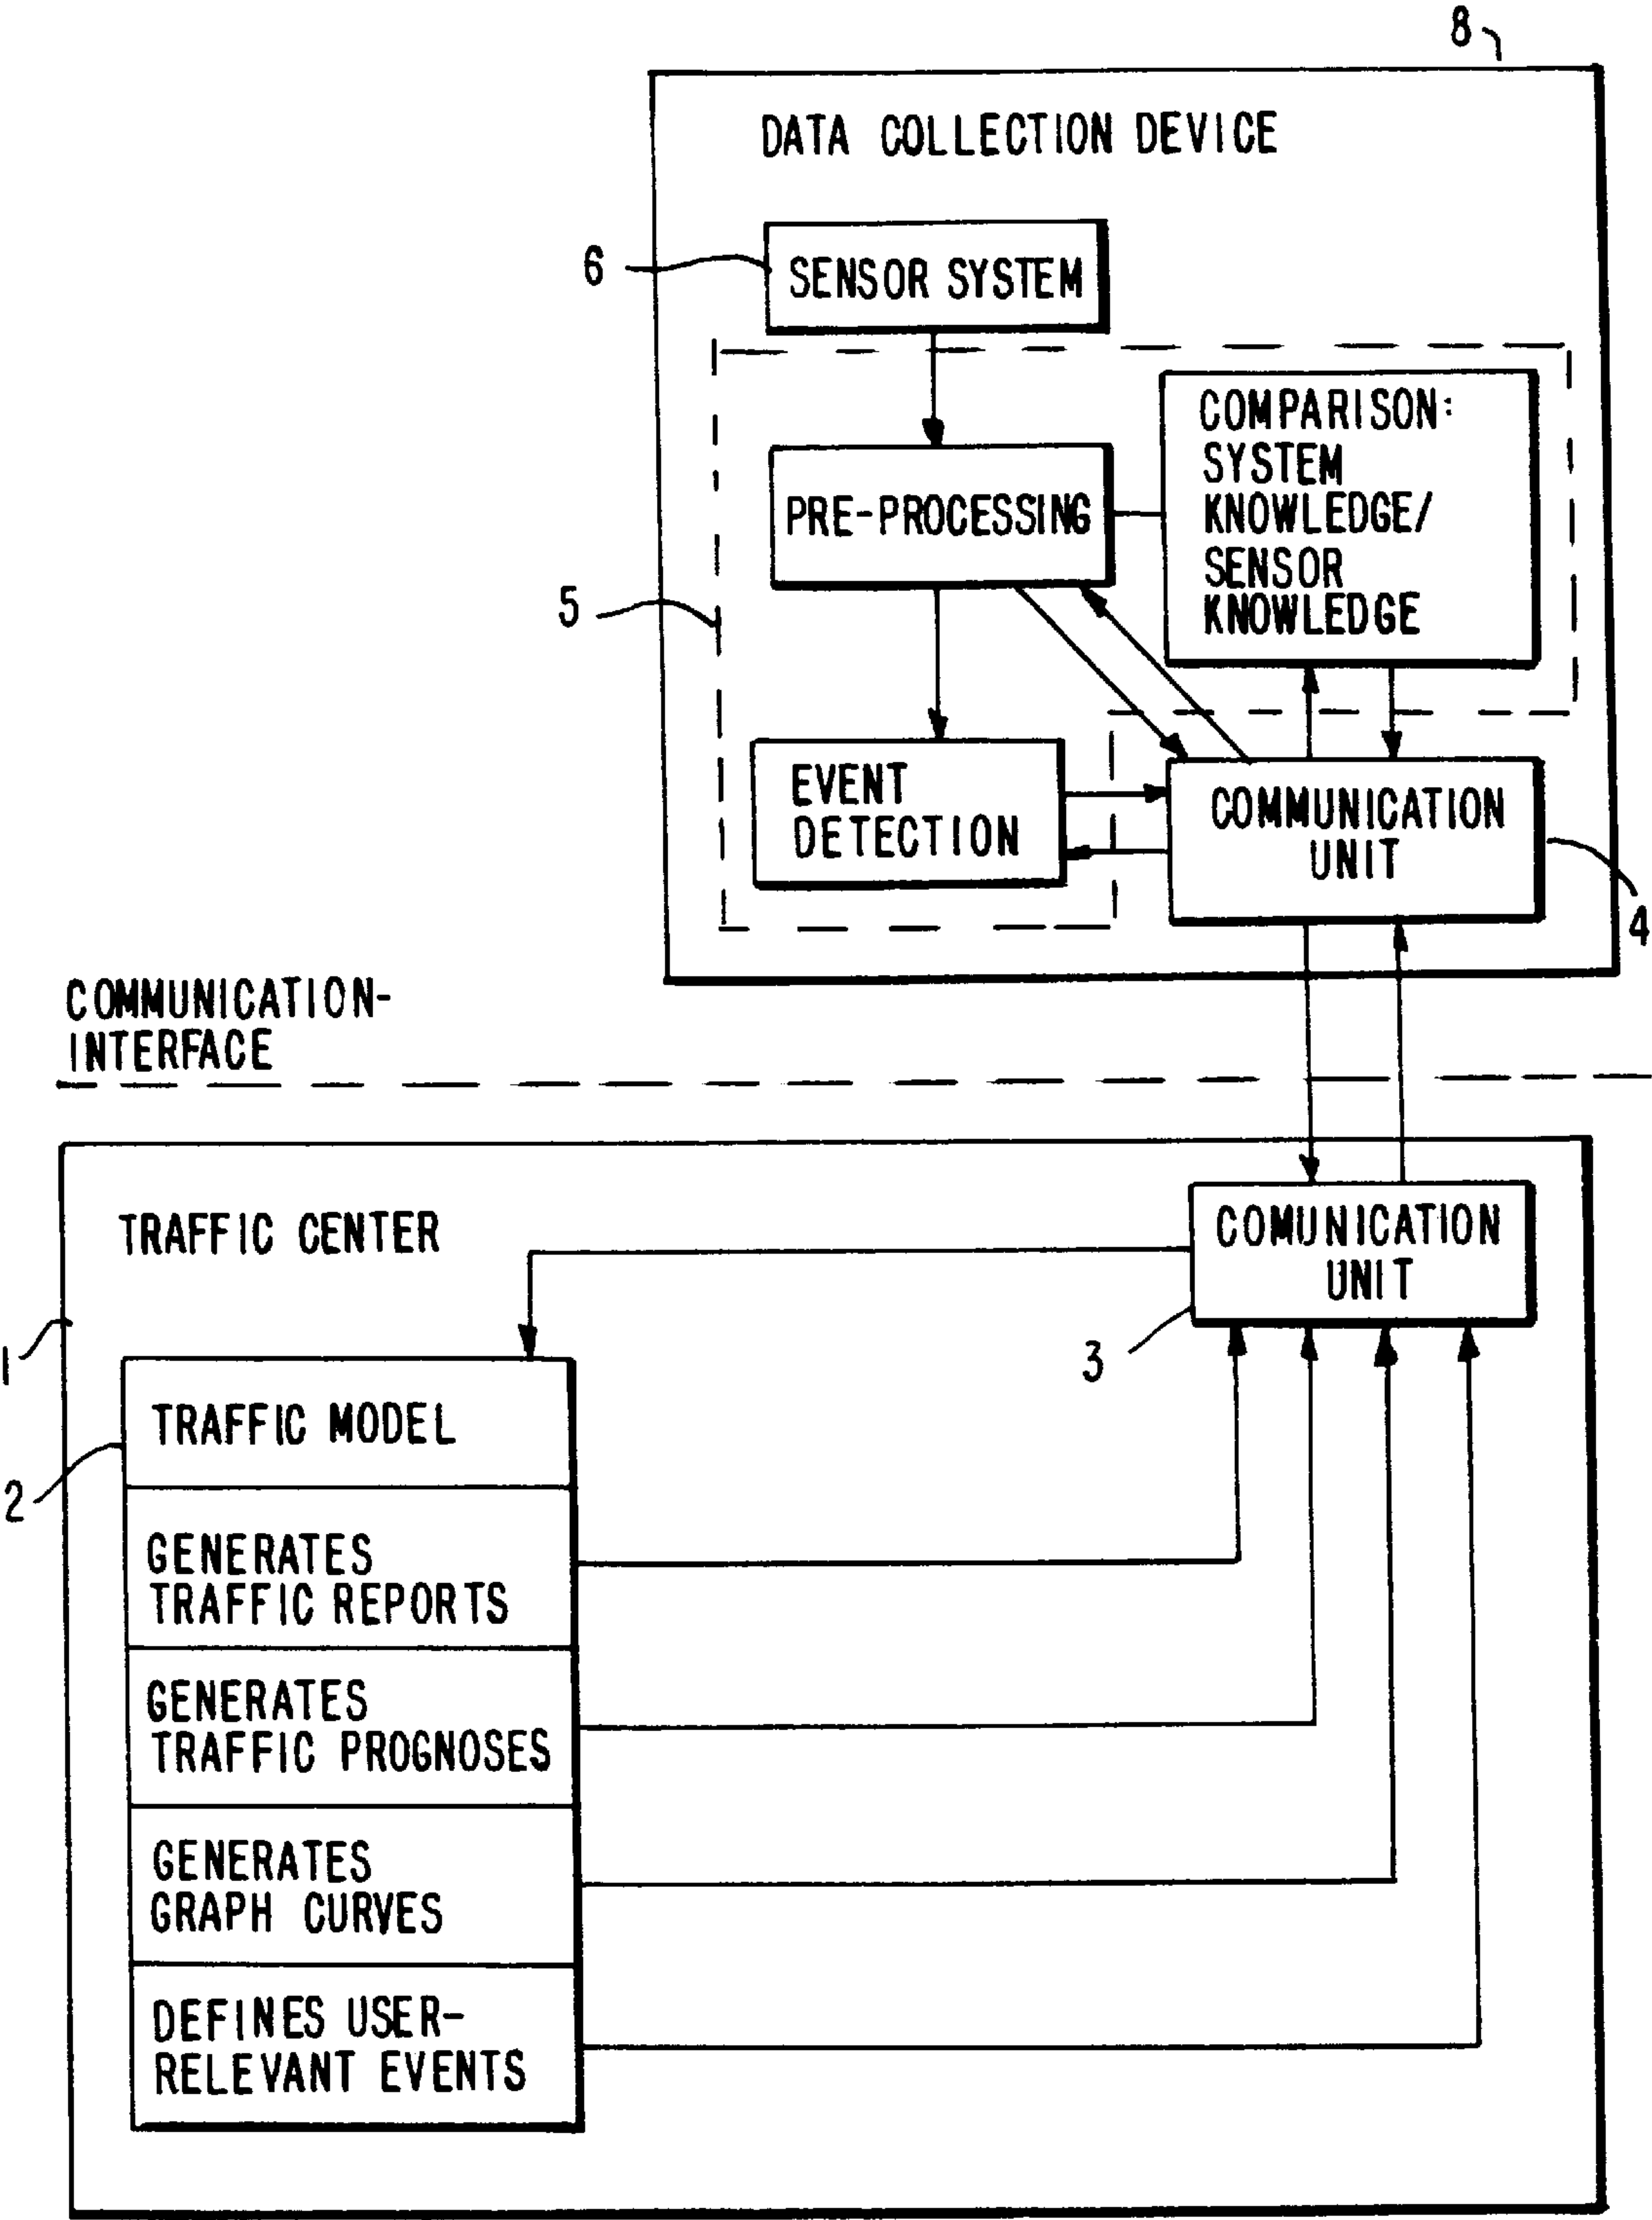 8
DATA COLLECTION DEVICE
6
SENSOR SYSTEM
COMPARISON:
SYSTEM
KNOWLEDGE/
SENSOR
KNOWLEDGE
PRE-PROCESSING
5
EVENT
DETECTION
COMMUNICATION
UNIT
4
COMMUNICATION-
INTERFACE
TRAFFIC CENTER
COMUNICATION
UNIT
1
3
TRAFFIC MODEL
2
GENERATES
TRAFFIC REPORTS
GENERATES
TRAFFIC PROGNOSES
GENERATES
GRAPH CURVES
DEFINES USER-
RELEVANT EVENTS